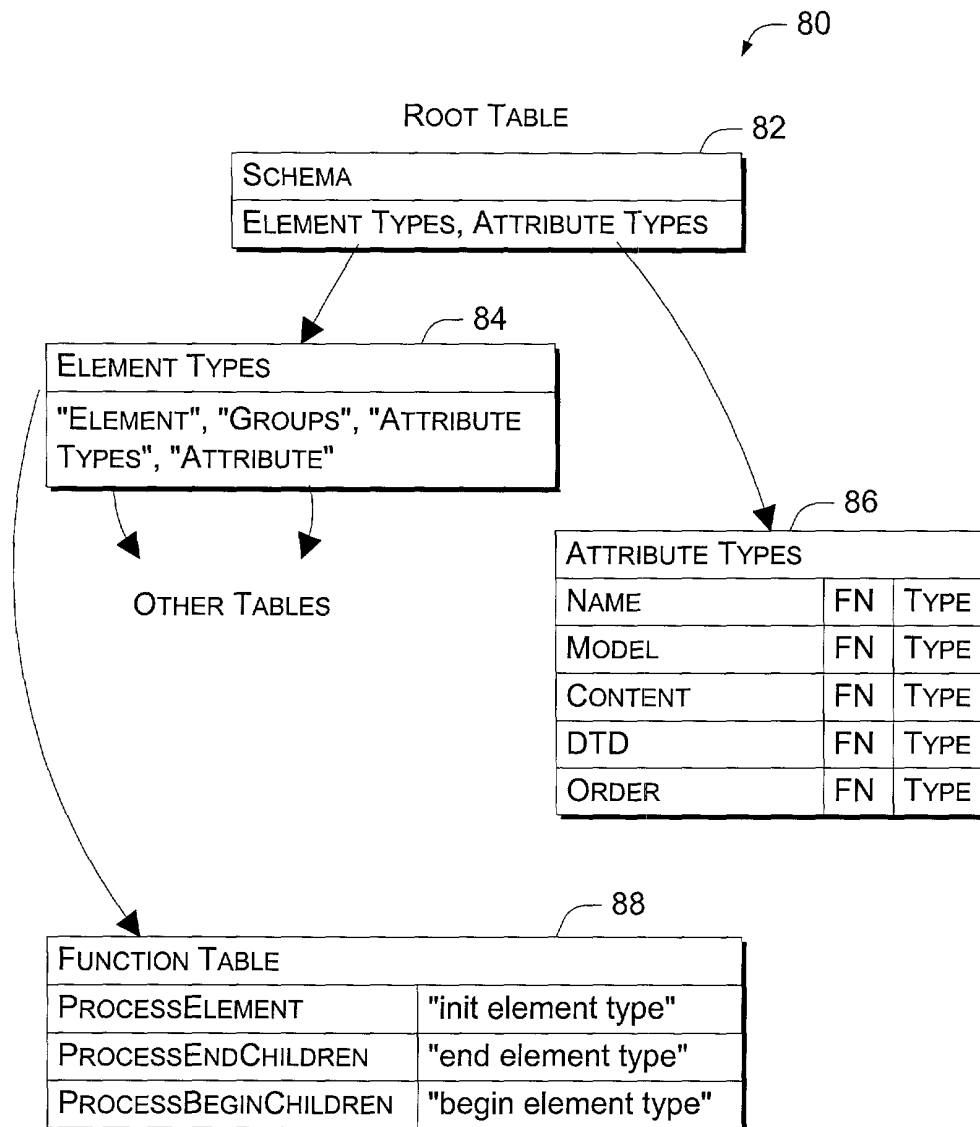 80
ROOT TABLE
82
SCHEMA
ELEMENT TYPES, ATTRIBUTE TYPES
84
ELEMENT TYPES
"ELEMENT", "GROUPS", "ATTRIBUTE
TYPES", "ATTRIBUTE"
OTHER TABLES
86
ATTRIBUTE TYPES
NAME FN TYPE
MODEL FN TYPE
CONTENT FN TYPE
DTD FN TYPE
ORDER FN TYPE
88
FUNCTION TABLE
PROCESSELEMENT "init element type"
PROCESSENDCHILDREN "end element type"
PROCESSBEGINCHILDREN "begin element type"